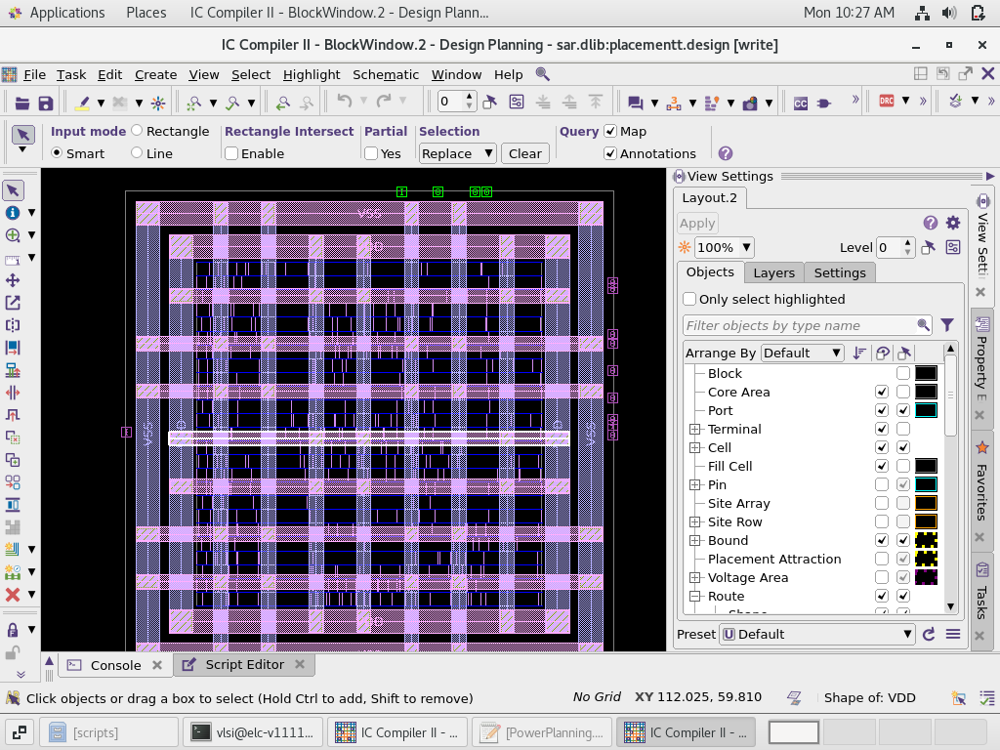 Applications Places IC Compiler II - BlockWindow.2 - Design Plann... Mon 10:27 AM
IC Compiler II - BlockWindow.2 - Design Planning - sar.dlib:placementt.design [write]
File Task Edit Create View Select Highlight Schematic Window Help
0 CC DRC
Input mode Rectangle Rectangle Intersect Partial Selection Query Map
Smart Line Enable Yes Replace Clear Annotations
View Settings
Layout.2
Apply
100% Level 0
Objects Layers Settings
Only select highlighted
Filter objects by type name
Arrange By Default
Block
Core Area
Port
Terminal
Cell
Fill Cell
Pin
Site Array
Site Row
Bound
Placement Attraction
Voltage Area
Route
Shape
Preset Default
View Settings
Property E
Favorites
Tasks
Console Script Editor
Click objects or drag a box to select (Hold Ctrl to add, Shift to remove) No Grid XY 112.025, 59.810 Shape of: VDD
[scripts] vlsi@elc-v1111... IC Compiler II - ... [PowerPlanning.... IC Compiler II - ...